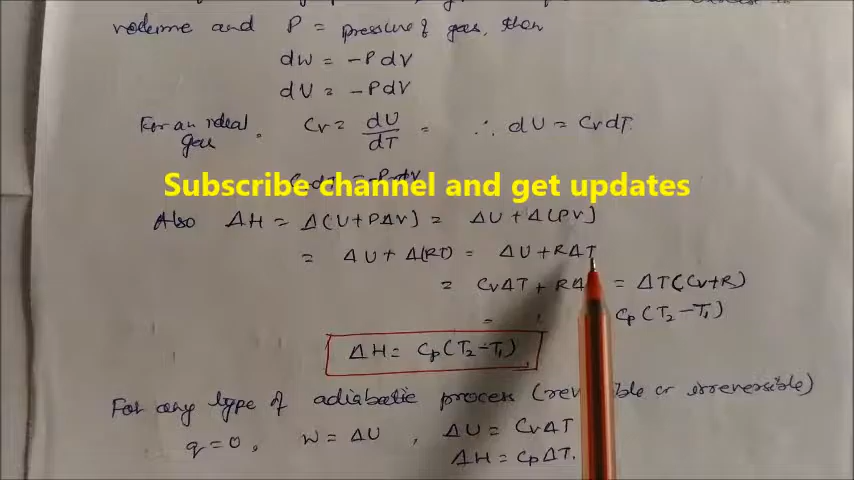 volume and P = pressure of gas, then
dW = -PdV
dU = -PdV
For an ideal gas, Cv = dU/dT = ∴ dU = CvdT
CvdT = -PdV
Subscribe channel and get updates
Also ΔH = Δ(U+PΔV) = ΔU + Δ(PV)
= ΔU + Δ(RT) = ΔU + RΔT
= CvΔT + RΔ = ΔT(Cv+R)
= Cp(T₂-T₁)
ΔH = Cp(T₂-T₁)
For any type of adiabatic process (reversible or irreversible)
q=0, W = ΔU, ΔU = CvΔT
ΔH = CpΔT.